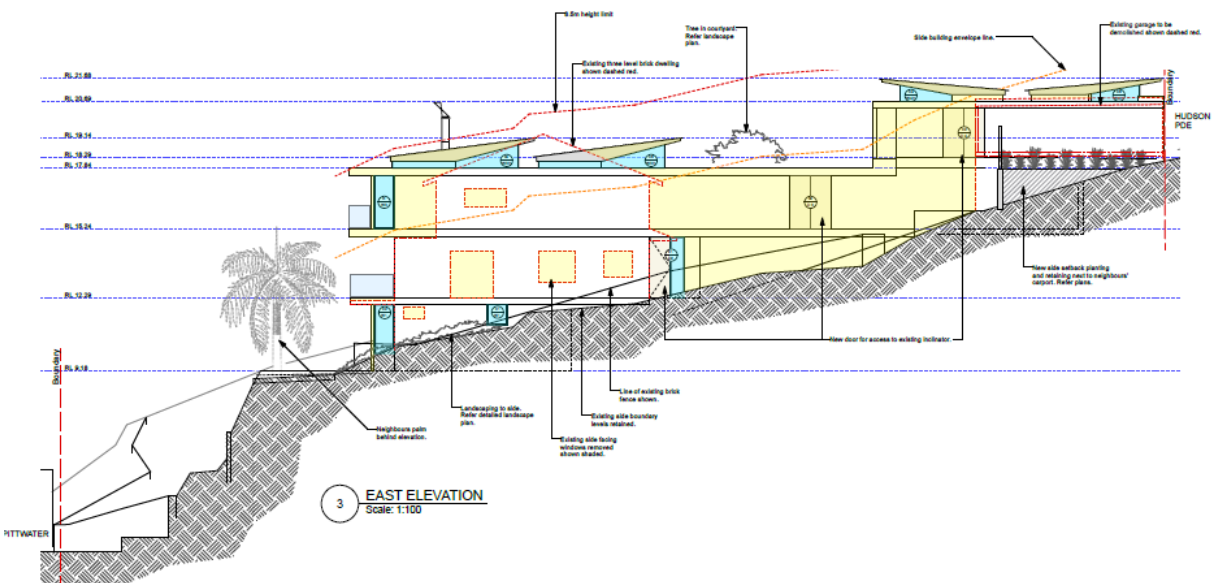 8.5m height limit
Tree in courtyard.
Refer landscape
plan.
Existing garage to be
demolished shown dashed red.
Side building envelope line.
Existing three level brick dwelling
shown dashed red.
RL 21.68
RL 20.69
RL 19.14
RL 18.29
RL 17.84
RL 15.24
RL 12.39
RL 9.18
Boundary
HUDSON
PDE
New side setback planting
and retaining next to neighbours'
carport. Refer plans.
New door for access to existing inclinator.
Line of existing brick
fence shown.
Landscaping to side.
Refer detailed landscape
plan.
Existing side boundary
levels retained.
Neighbours palm
behind elevation.
Existing side facing
windows removed
shown shaded.
Boundary
3
EAST ELEVATION
Scale: 1:100
PITTWATER